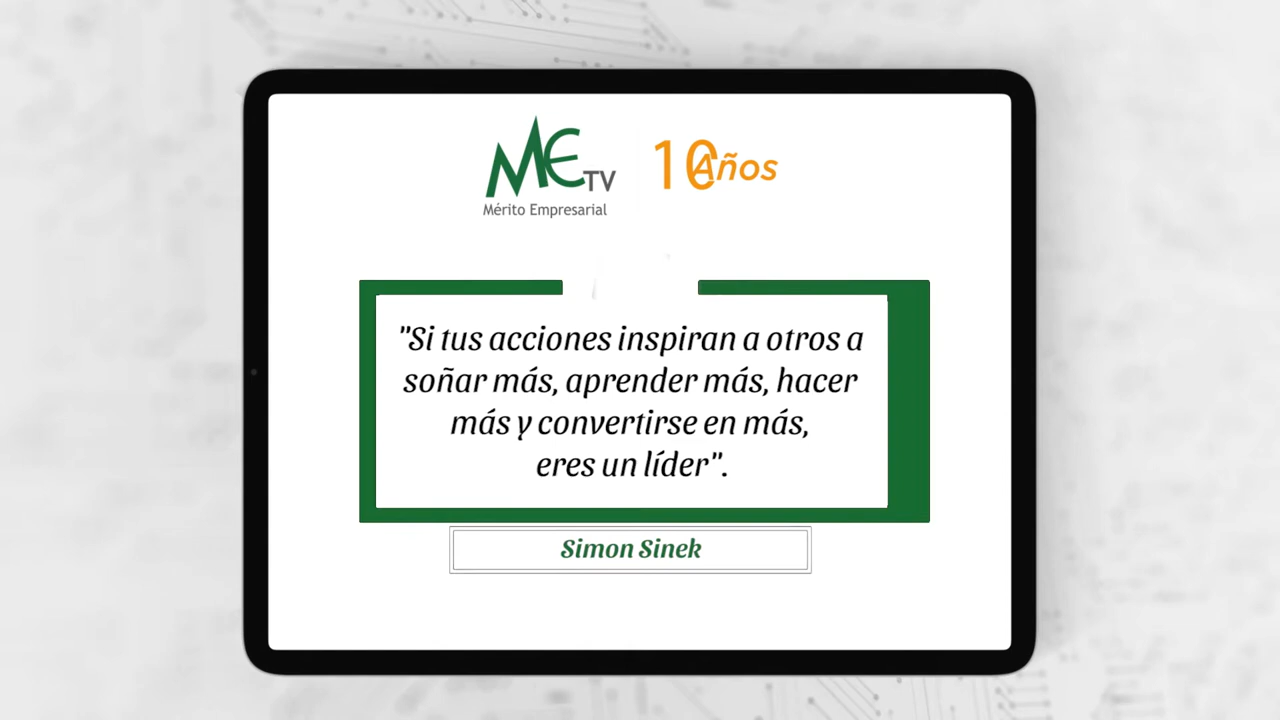 ME TV
Mérito Empresarial
10 Años
"Si tus acciones inspiran a otros a
soñar más, aprender más, hacer
más y convertirse en más,
eres un líder".
Simon Sinek